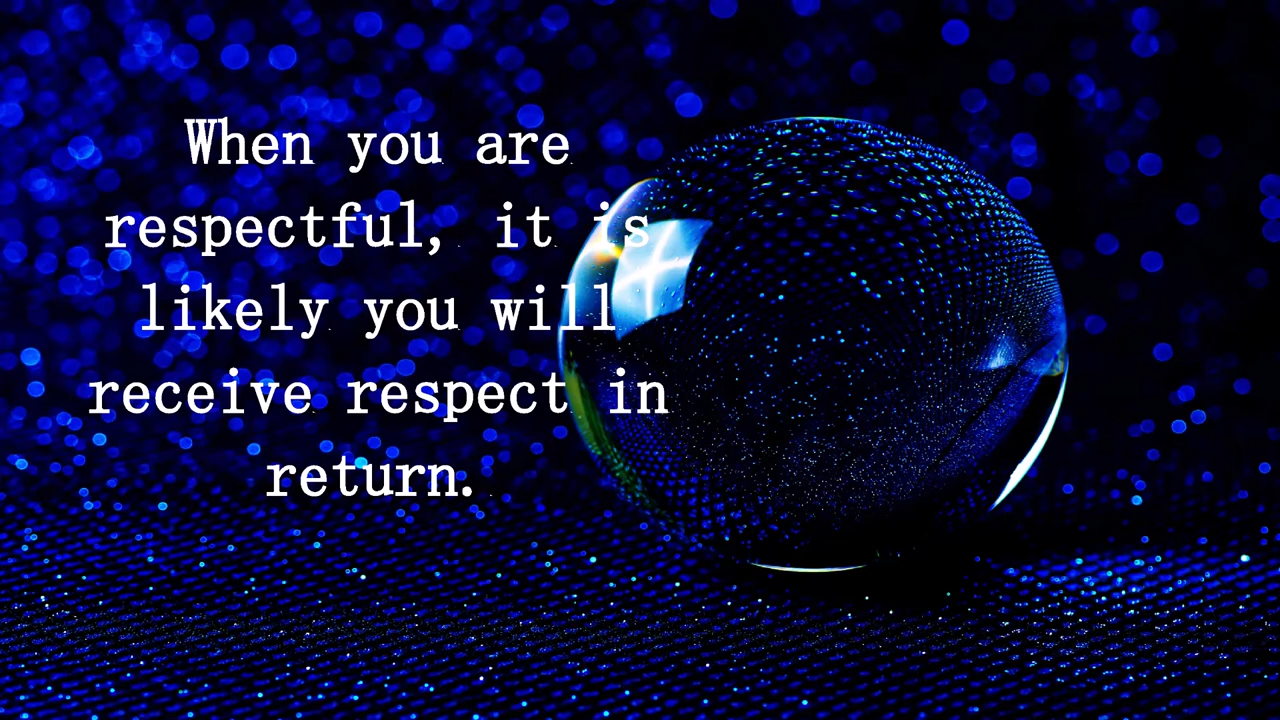 When you are
respectful, it is
likely you will
receive respect in
return.